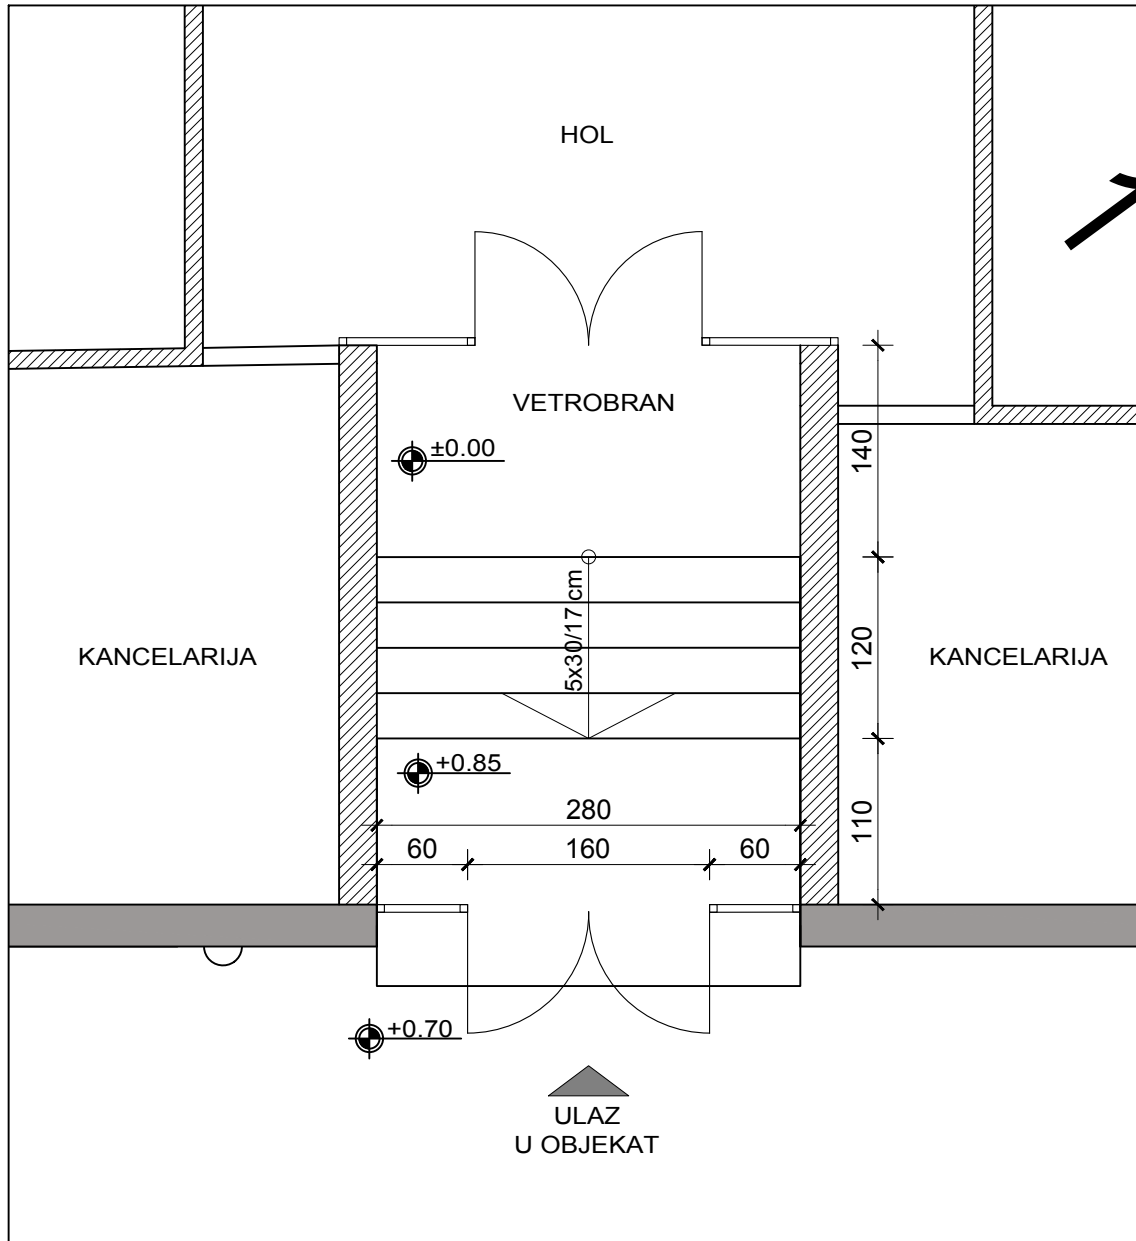 HOL
VETROBRAN
±0.00
140
5x30/17 cm
KANCELARIJA
120
KANCELARIJA
+0.85
280
110
60
160
60
+0.70
ULAZ
U OBJEKAT